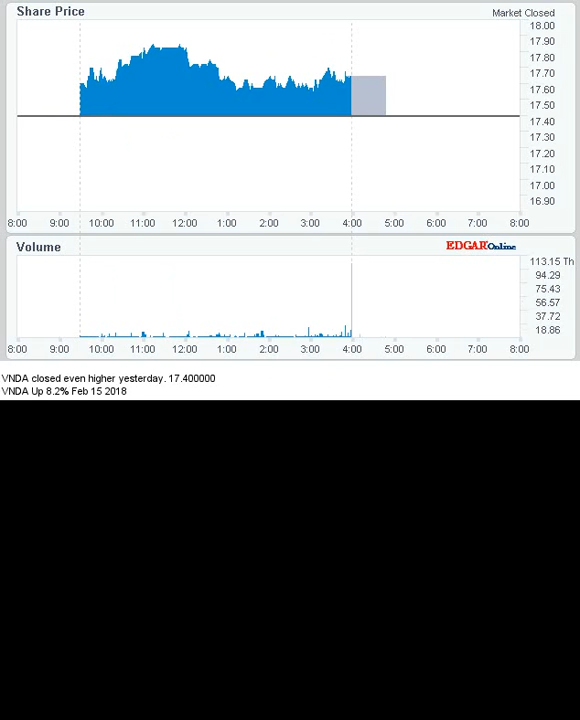 Share Price
Market Closed
18.00
17.90
17.80
17.70
17.60
17.50
17.40
17.30
17.20
17.10
17.00
16.90
8:00 9:00 10:00 11:00 12:00 1:00 2:00 3:00 4:00 5:00 6:00 7:00 8:00
Volume
EDGAR Online
113.15 Th
94.29
75.43
56.57
37.72
18.86
8:00 9:00 10:00 11:00 12:00 1:00 2:00 3:00 4:00 5:00 6:00 7:00 8:00
VNDA closed even higher yesterday. 17.400000
VNDA Up 8.2% Feb 15 2018